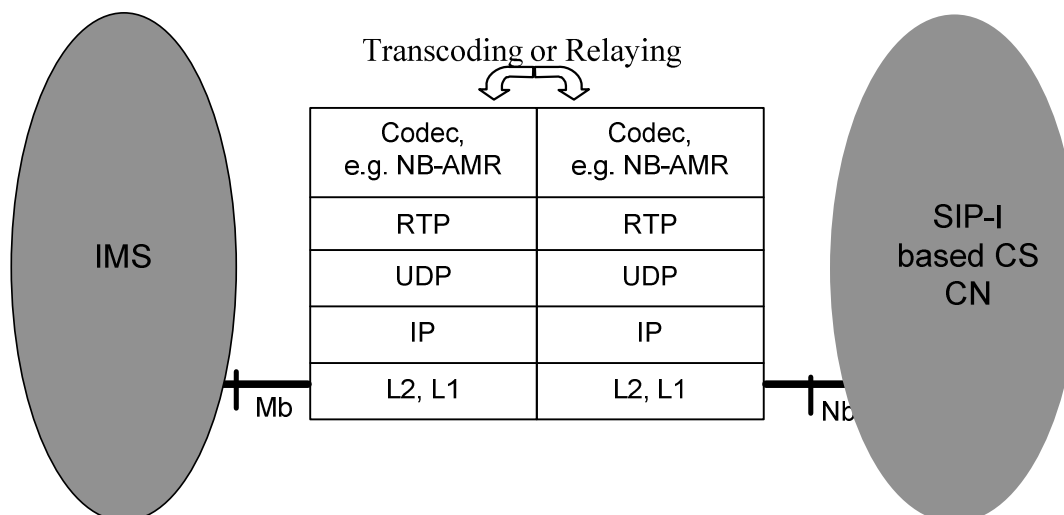 Transcoding or Relaying
IMS
Codec,
e.g. NB-AMR
RTP
UDP
IP
L2, L1
Codec,
e.g. NB-AMR
RTP
UDP
IP
L2, L1
SIP-I
based CS
CN
Mb
Nb